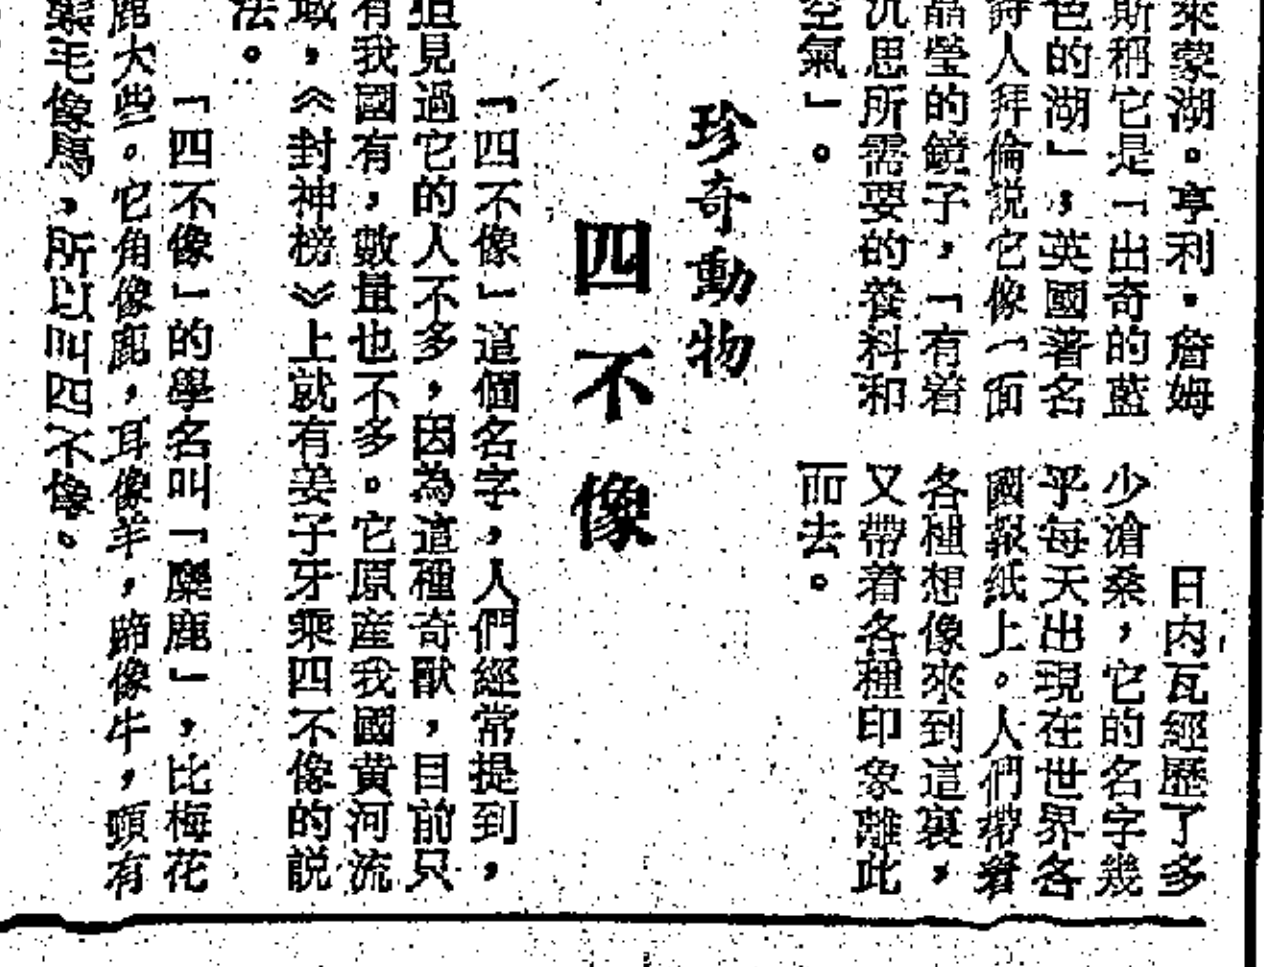 萊蒙湖。亨利·詹姆
斯稱它是「出奇的藍
色的湖」，英國著名
詩人拜倫説它像「一面
晶瑩的鏡子，「有着
沉思所需要的養料和
空氣」。
日内瓦經歷了多
少滄桑，它的名字幾
乎每天出現在世界各
國報紙上。人們帶着
各種想像來到這裏，
又帶着各種印象離此
而去。
珍奇動物
四不像
「四不像」這個名字，人們經常提到，
但見過它的人不多，因為這種奇獸，目前只
有我國有，數量也不多。它原産我國黄河流
域，《封神榜》上就有姜子牙乘四不像的説
法。
「四不像」的學名叫「麋鹿」，比梅花
鹿大些。它角像鹿，耳像羊，蹄像牛，頸有
鬃毛像馬，所以叫四不像。